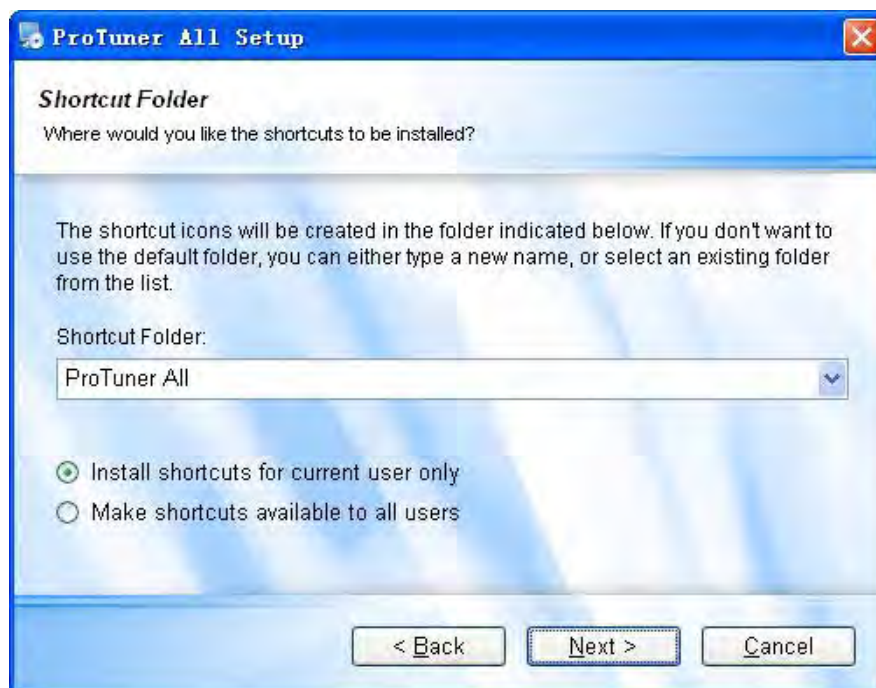 ProTuner All Setup
Shortcut Folder
Where would you like the shortcuts to be installed?
The shortcut icons will be created in the folder indicated below. If you don't want to
use the default folder, you can either type a new name, or select an existing folder
from the list.
Shortcut Folder:
ProTuner All
Install shortcuts for current user only
Make shortcuts available to all users
< Back
Next >
Cancel